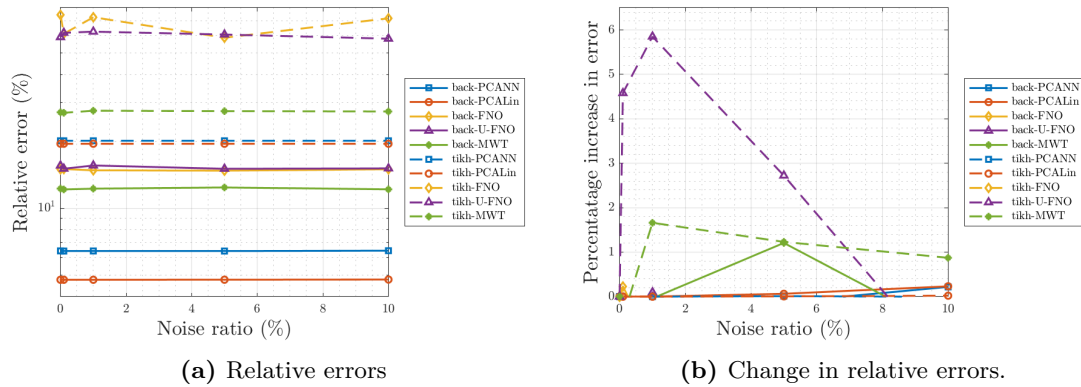 Relative error (%)
10¹
0 2 4 6 8 10
Noise ratio (%)
back-PCANN
back-PCALin
back-FNO
back-U-FNO
back-MWT
tikh-PCANN
tikh-PCALin
tikh-FNO
tikh-U-FNO
tikh-MWT
(a) Relative errors
Percentatage increase in error
6
5
4
3
2
1
0
0 2 4 6 8 10
Noise ratio (%)
back-PCANN
back-PCALin
back-FNO
back-U-FNO
back-MWT
tikh-PCANN
tikh-PCALin
tikh-FNO
tikh-U-FNO
tikh-MWT
(b) Change in relative errors.